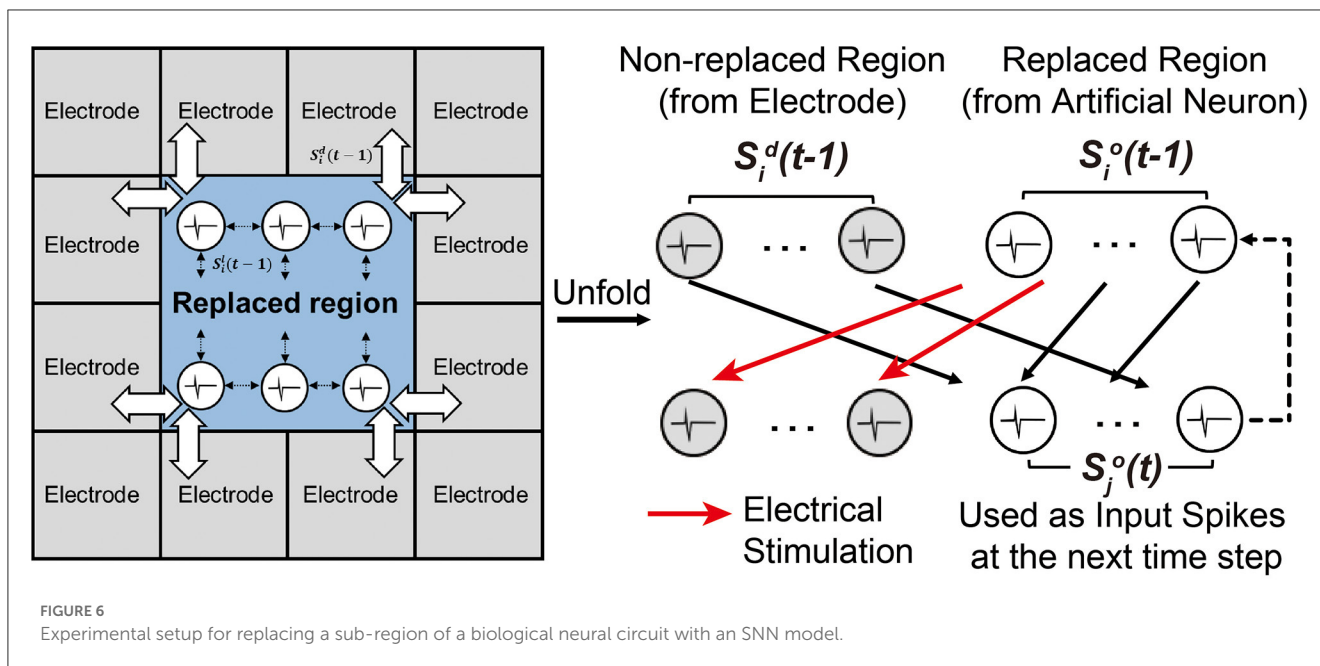 Electrode
Electrode
Electrode
Electrode
S_i^d(t − 1)
Electrode
Electrode
S_i^l(t − 1)
Replaced region
Electrode
Electrode
Electrode
Electrode
Electrode
Electrode
Unfold
Non-replaced Region
(from Electrode)
S_i^d(t-1)
Replaced Region
(from Artificial Neuron)
S_i^o(t-1)
...
...
...
...
S_j^o(t)
Electrical
Stimulation
Used as Input Spikes
at the next time step
FIGURE 6
Experimental setup for replacing a sub-region of a biological neural circuit with an SNN model.